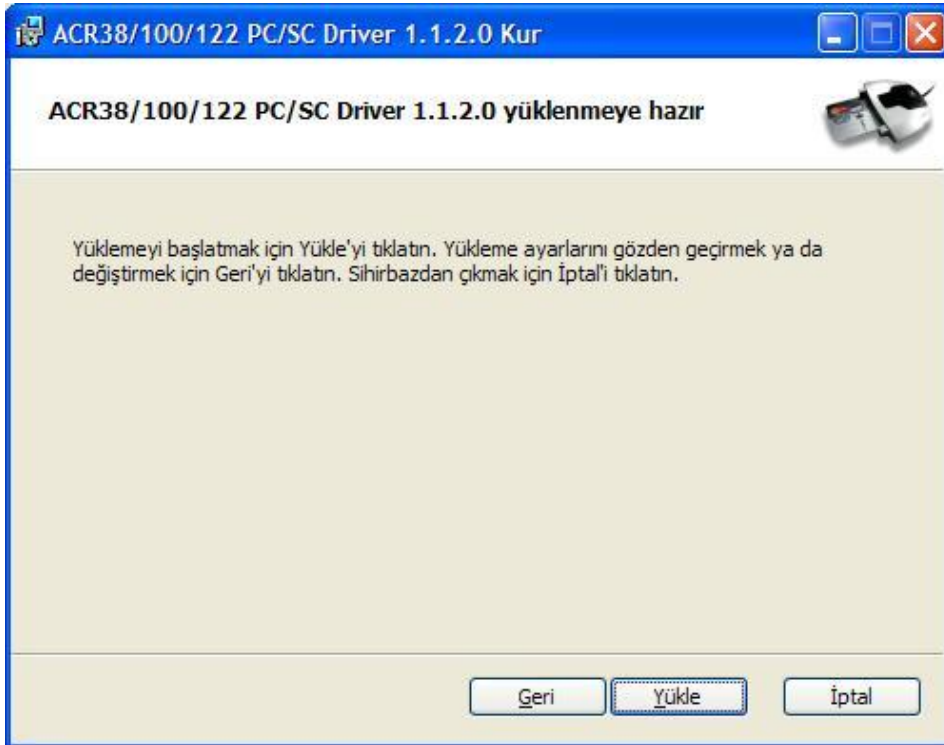 ACR38/100/122 PC/SC Driver 1.1.2.0 Kur
ACR38/100/122 PC/SC Driver 1.1.2.0 yüklenmeye hazır
Yüklemeyi başlatmak için Yükle'yi tıklatın. Yükleme ayarlarını gözden geçirmek ya da
değiştirmek için Geri'yi tıklatın. Sihirbazdan çıkmak için İptal'i tıklatın.
Geri Yükle İptal